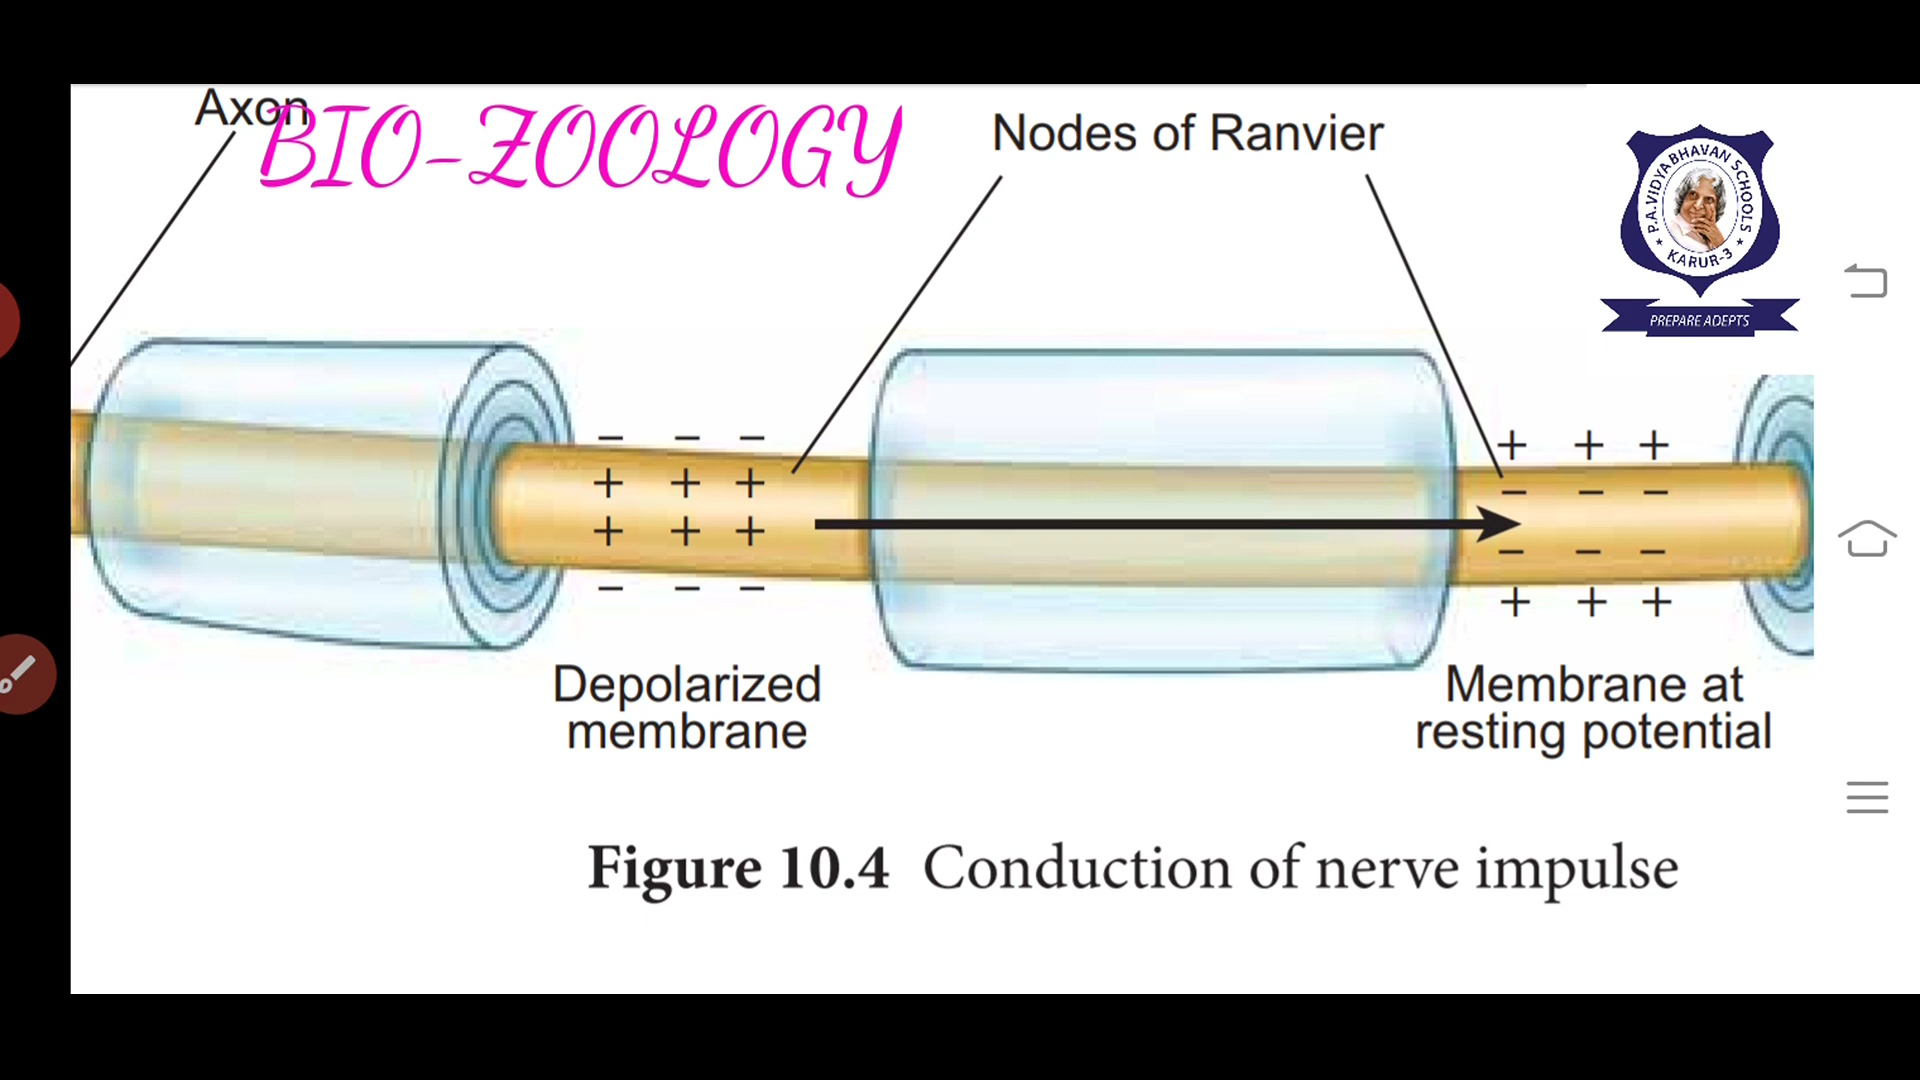 Axon
BIO-ZOOLOGY
Nodes of Ranvier
P.A.VIDYA BHAVAN SCHOOLS
★ KARUR-3 ★
PREPARE ADEPTS
− − −
+ + +
+ + +
− − −
+ + +
− − −
− − −
+ + +
Depolarized
membrane
Membrane at
resting potential
Figure 10.4 Conduction of nerve impulse